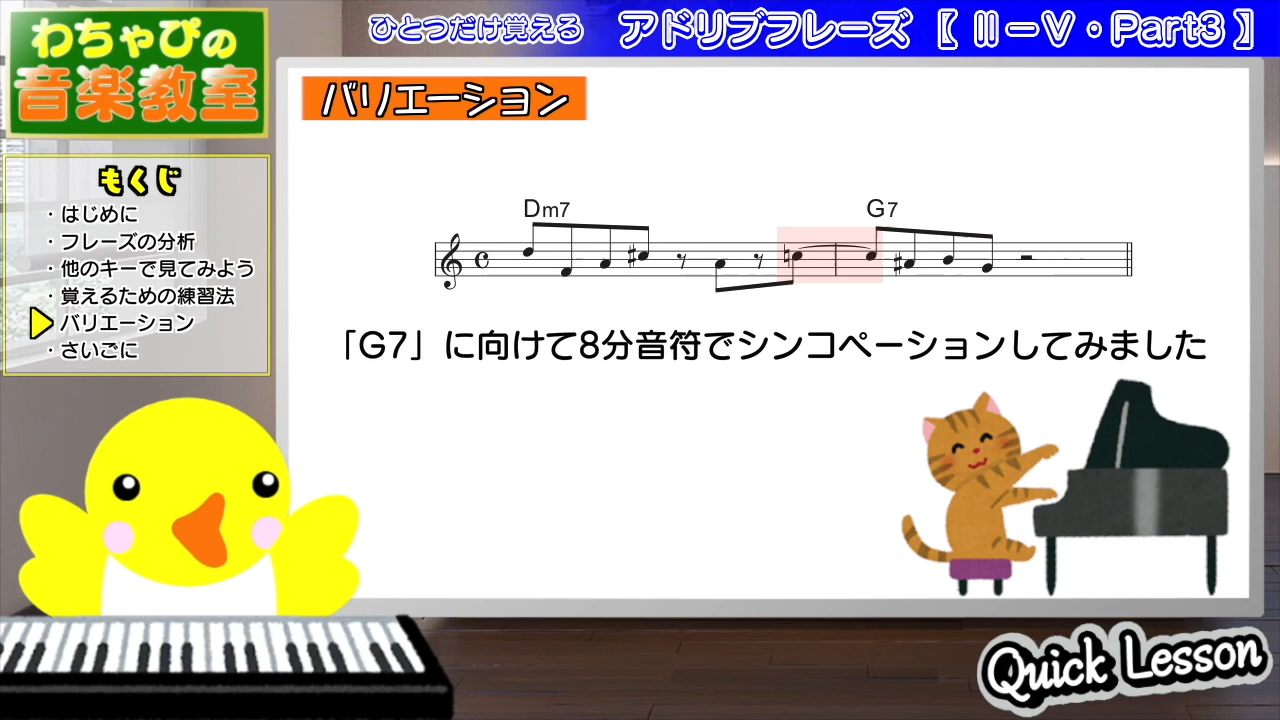 わちゃぴの
音楽教室
ひとつだけ覚える アドリブフレーズ 【 Ⅱ－Ⅴ・Part3 】
もくじ
・はじめに
・フレーズの分析
・他のキーで見てみよう
・覚えるための練習法
バリエーション
・さいごに
バリエーション
Dm7 G7
「G7」に向けて8分音符でシンコペーションしてみました
Quick Lesson